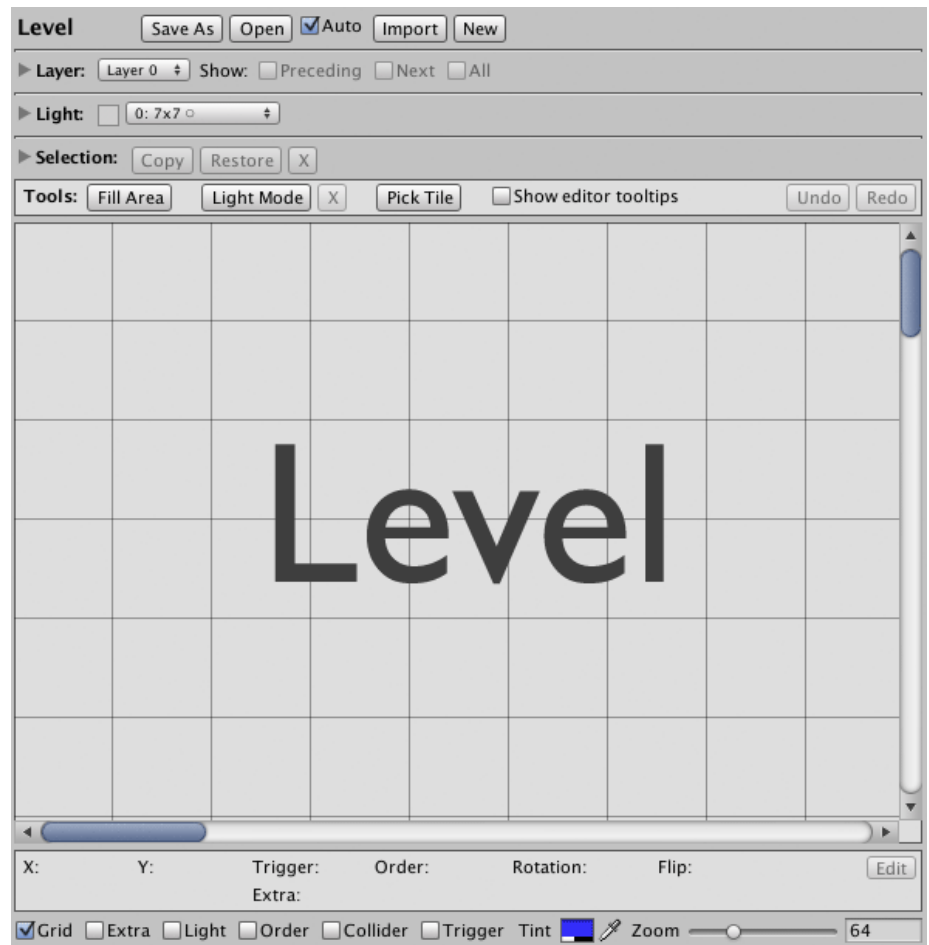 Level Save As Open Auto Import New
Layer: Layer 0 Show: Preceding Next All
Light: 0: 7x7 ○
Selection: Copy Restore X
Tools: Fill Area Light Mode X Pick Tile Show editor tooltips Undo Redo
Level
X: Y: Trigger: Order: Rotation: Flip: Edit
Extra:
Grid Extra Light Order Collider Trigger Tint Zoom 64